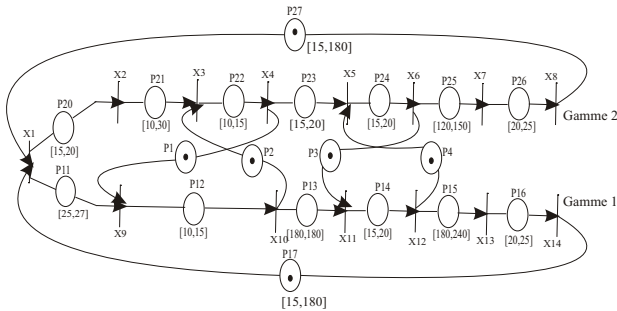 P27
[15,180]
X2 P21 X3 P22 X4 P23 X5 P24 X6 P25 X7 P26 X8
P20
[10,30] [10,15] [15,20] [15,20] [120,150] [20,25]
Gamme 2
X1
[15,20]
P1 P2 P3 P4
P11
P12 P13 P14 P15 P16
Gamme 1
[25,27]
X9 [10,15] X10 [180,180] X11 [15,20] X12 [180,240] X13 [20,25] X14
P17
[15,180]